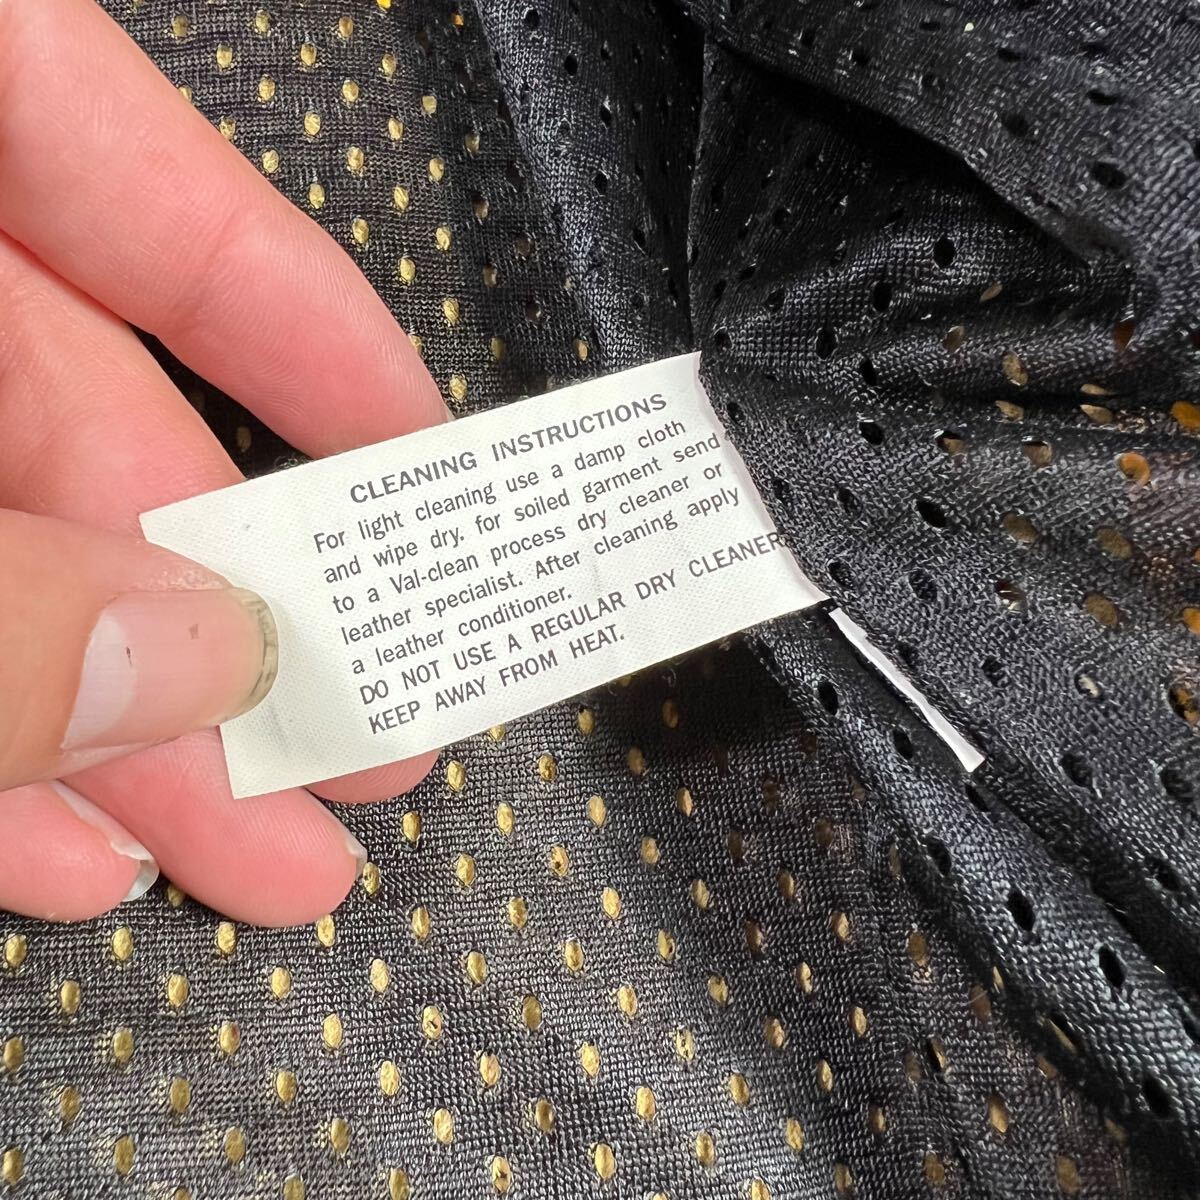 CLEANING INSTRUCTIONS
For light cleaning use a damp cloth
and wipe dry, for soiled garment send
to a Val-clean process dry cleaner or
leather specialist. After cleaning apply
a leather conditioner.
DO NOT USE A REGULAR DRY CLEANER
KEEP AWAY FROM HEAT.